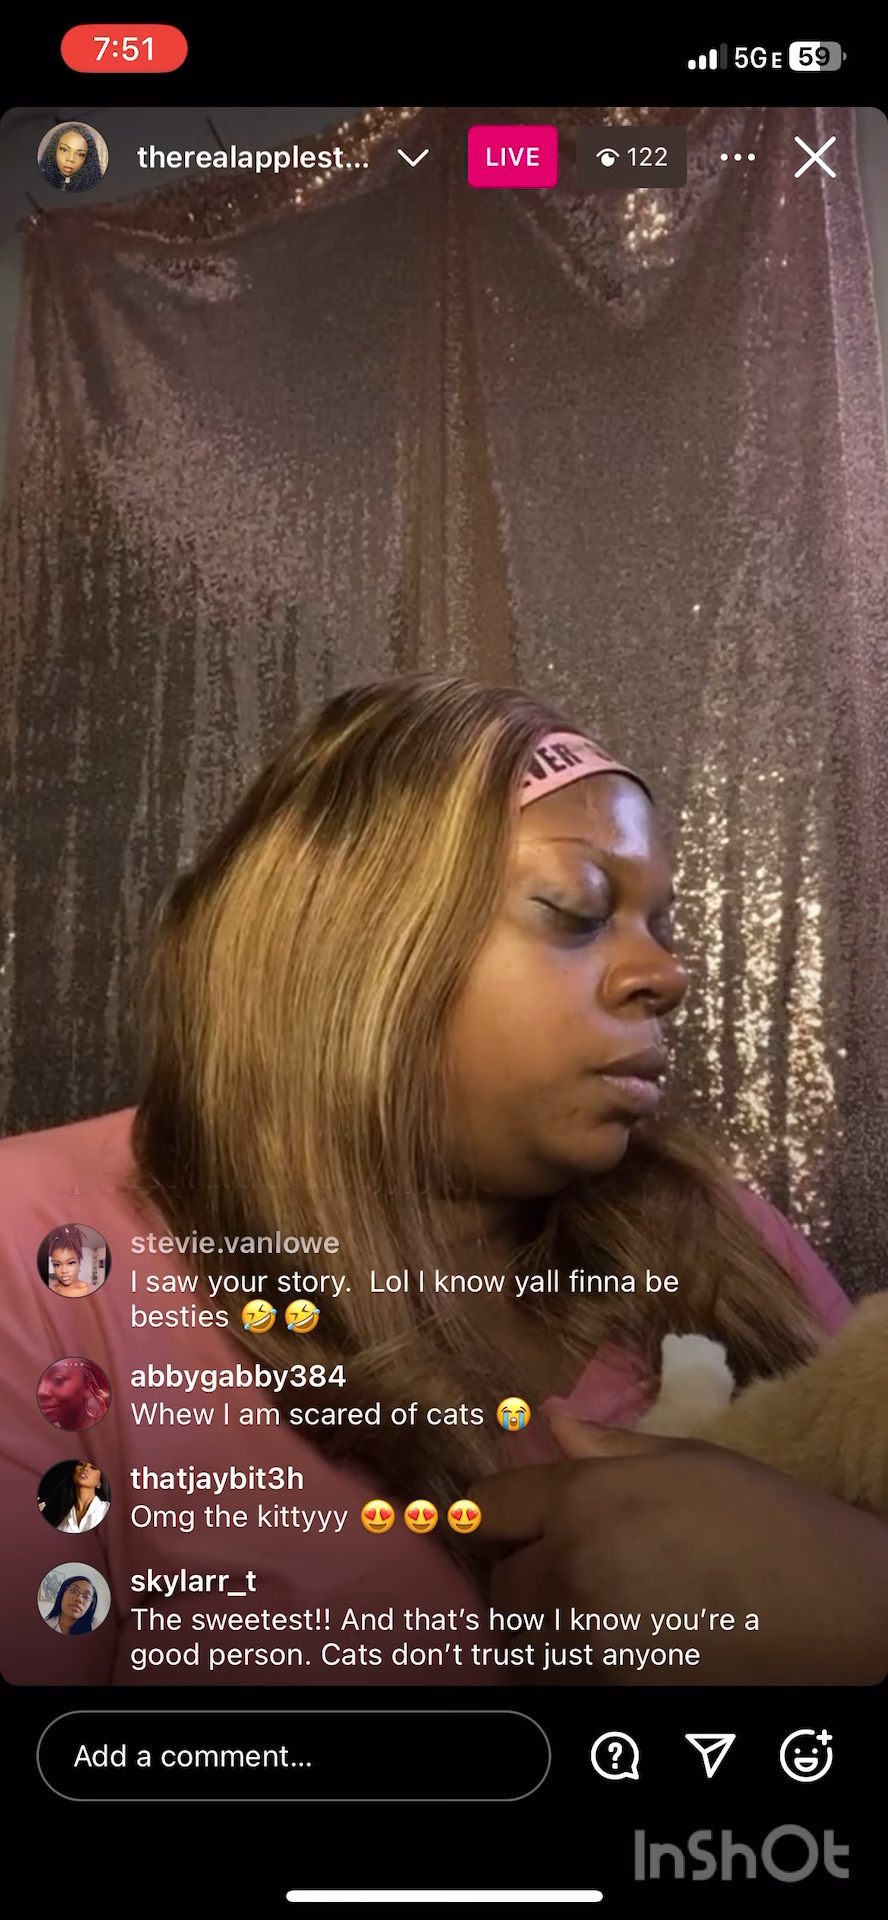 7:51
5GE 59
therealapplest...
LIVE
122
VER
stevie.vanlowe
I saw your story.  Lol I know yall finna be
besties 🤣🤣
abbygabby384
Whew I am scared of cats 😭
thatjaybit3h
Omg the kittyyy 😍😍😍
skylarr_t
The sweetest!! And that’s how I know you’re a
good person. Cats don’t trust just anyone
Add a comment...
InShOt